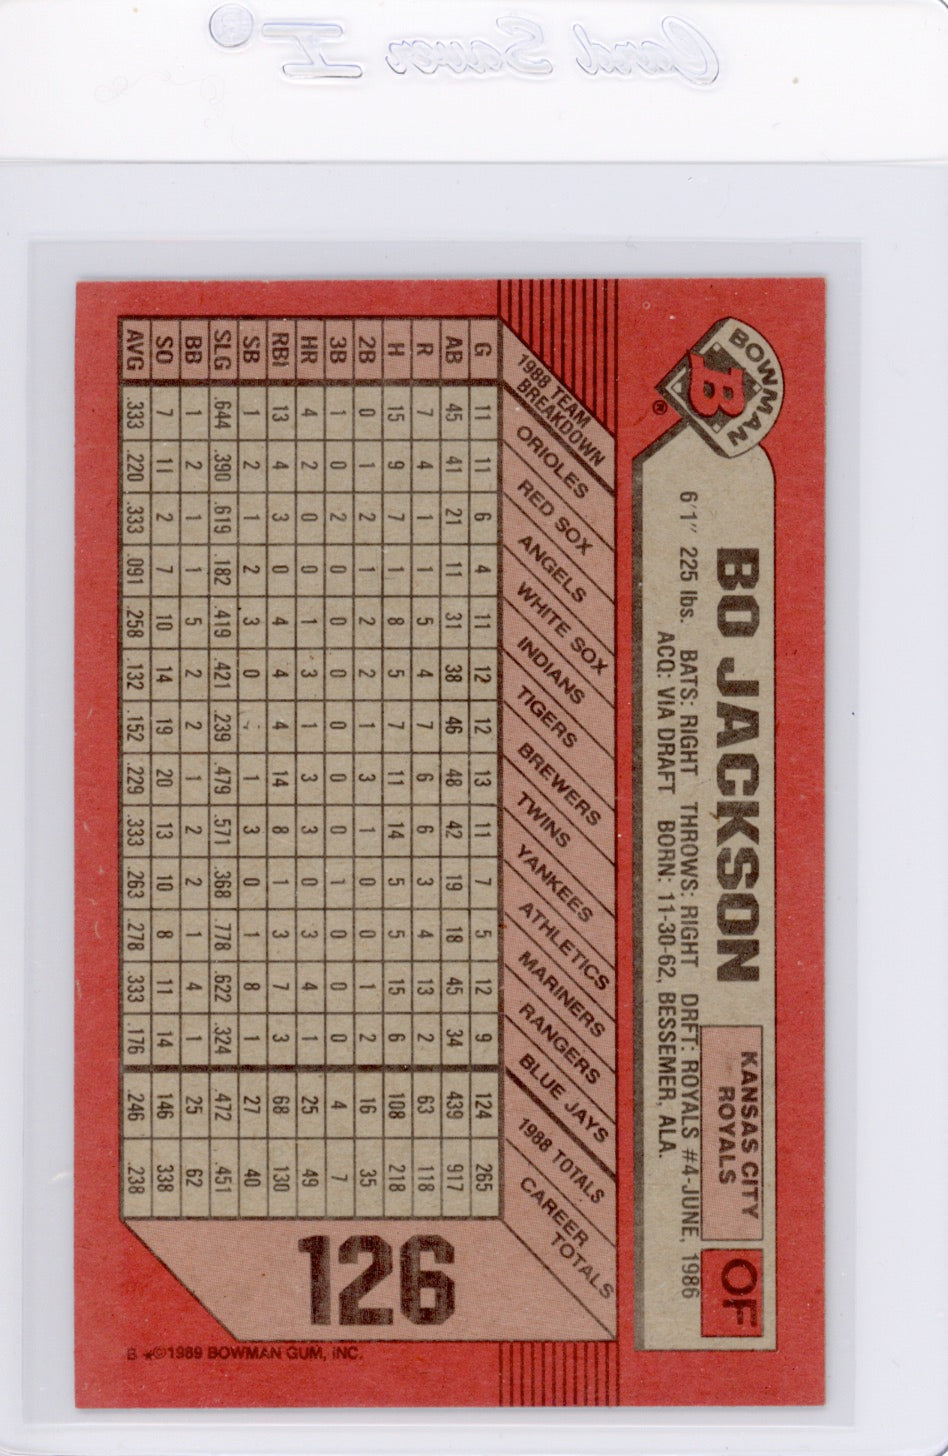 Card Saver I®
BOWMAN
B
®
BO JACKSON
KANSAS CITY
ROYALS
OF
6'1" 225 lbs. BATS: RIGHT THROWS: RIGHT DRFT: ROYALS #4-JUNE, 1986
ACQ: VIA DRAFT BORN: 11-30-62, BESSEMER, ALA.
1988 TEAM
BREAKDOWN
ORIOLES
RED SOX
ANGELS
WHITE SOX
INDIANS
TIGERS
BREWERS
TWINS
YANKEES
ATHLETICS
MARINERS
RANGERS
BLUE JAYS
1988 TOTALS
CAREER
TOTALS
G 11 11 6 4 11 12 12 13 11 7 5 12 9 124 265
AB 45 41 21 11 31 38 46 48 42 19 18 45 34 439 917
R 7 4 1 1 5 4 7 6 6 3 4 13 2 63 118
H 15 9 7 1 8 5 7 11 14 5 5 15 6 108 218
2B 0 1 2 1 2 2 1 3 1 0 0 1 2 16 35
3B 1 0 2 0 0 0 0 0 0 1 0 0 0 4 7
HR 4 2 0 0 1 3 1 3 3 0 3 4 1 25 49
RBI 13 4 3 0 4 4 4 14 8 1 3 7 3 68 130
SB 1 2 1 2 3 0 1 3 0 1 8 1 27 40
SLG .644 .390 .619 .182 .419 .421 .239 .479 .571 .368 .778 .622 .324 .472 .451
BB 1 2 1 1 5 2 2 1 2 2 1 4 1 25 62
SO 7 11 2 7 10 14 19 20 13 10 8 11 14 146 338
AVG .333 .220 .333 .091 .258 .132 .152 .229 .333 .263 .278 .333 .176 .246 .238
126
B ★©1989 BOWMAN GUM, INC.